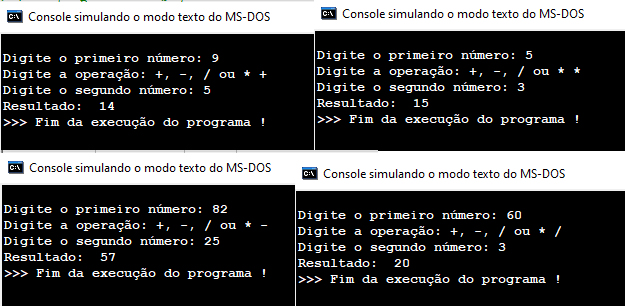 Console simulando o modo texto do MS-DOS
Digite o primeiro número: 9
Digite a operação: +, -, / ou * +
Digite o segundo número: 5
Resultado:  14
>>> Fim da execução do programa !
Console simulando o modo texto do MS-DOS
Digite o primeiro número: 5
Digite a operação: +, -, / ou * *
Digite o segundo número: 3
Resultado:  15
>>> Fim da execução do programa !
Console simulando o modo texto do MS-DOS
Digite o primeiro número: 82
Digite a operação: +, -, / ou * -
Digite o segundo número: 25
Resultado:  57
>>> Fim da execução do programa !
Console simulando o modo texto do MS-DOS
Digite o primeiro número: 60
Digite a operação: +, -, / ou * /
Digite o segundo número: 3
Resultado:  20
>>> Fim da execução do programa !